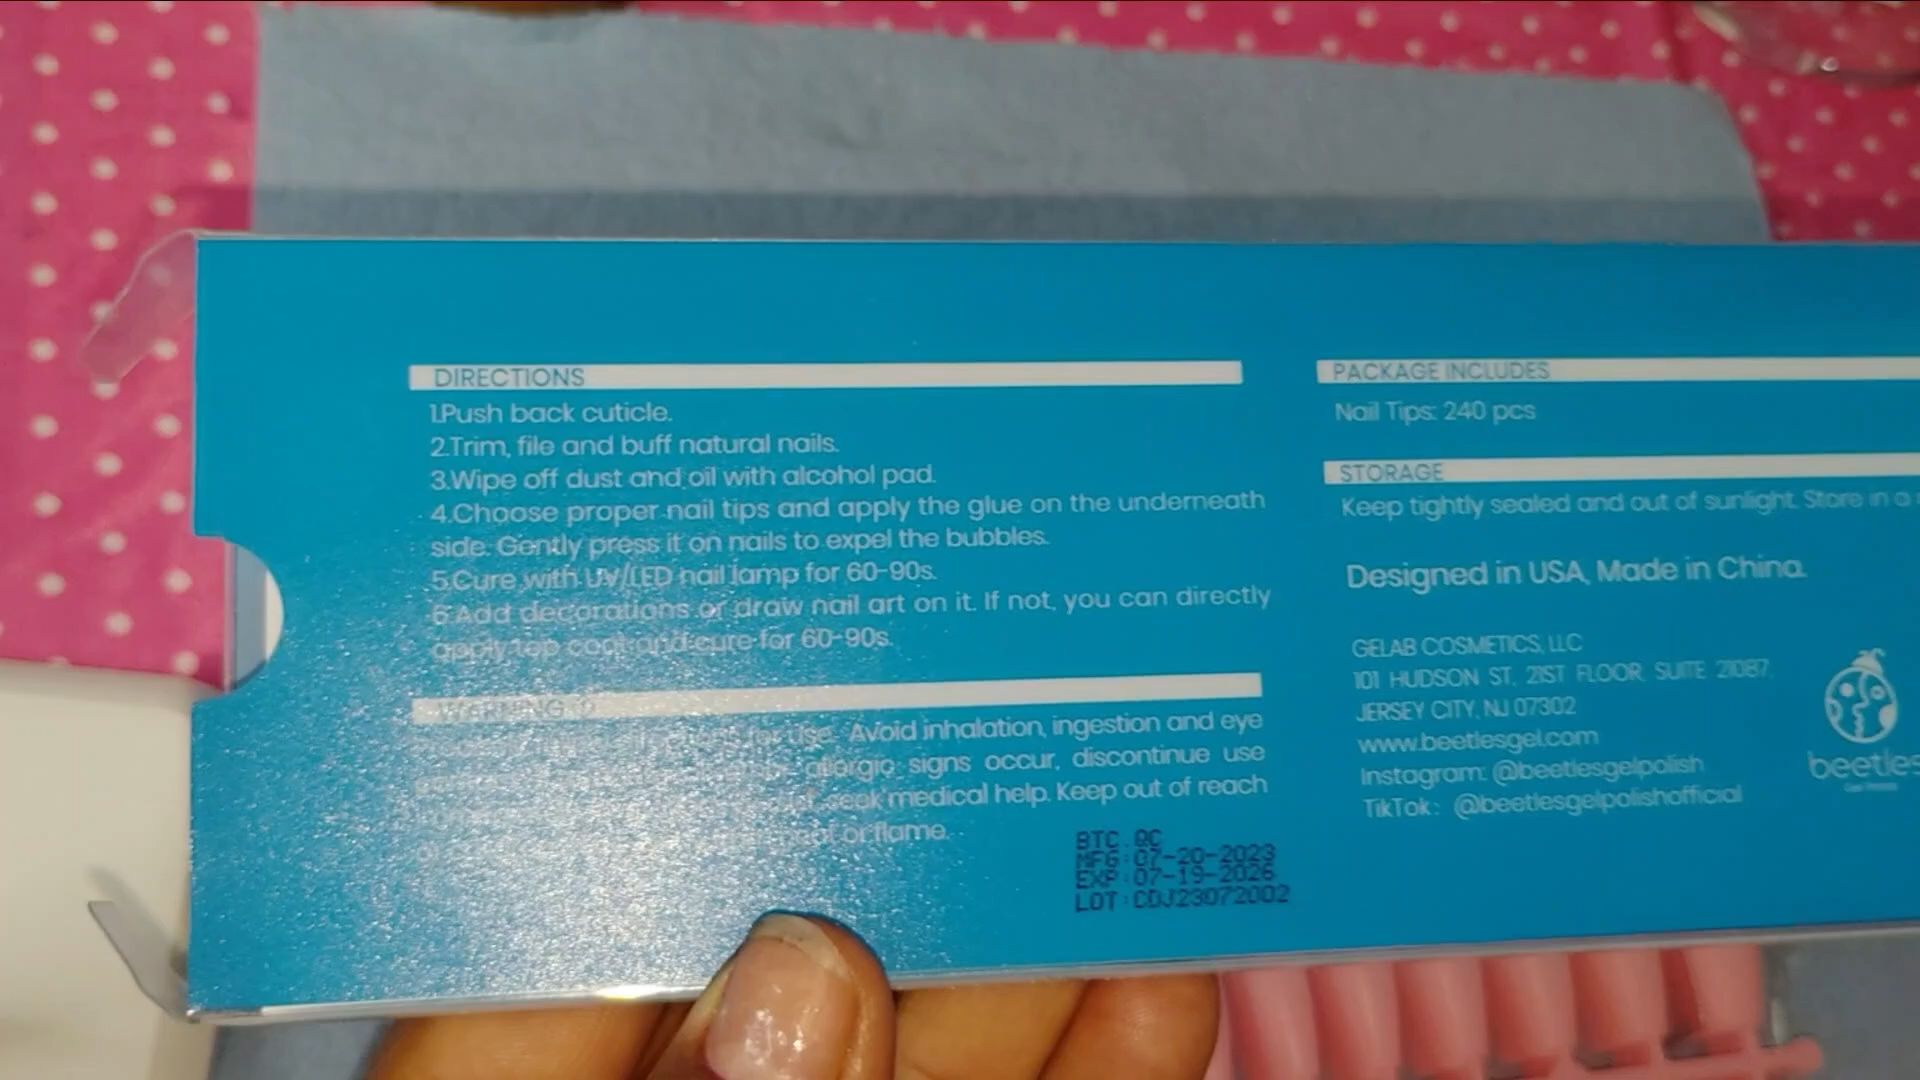 DIRECTIONS
1.Push back cuticle.
2.Trim, file and buff natural nails.
3.Wipe off dust and oil with alcohol pad.
4.Choose proper nail tips and apply the glue on the underneath
side. Gently press it on nails to expel the bubbles.
5.Cure with UV/LED nail lamp for 60-90s.
6.Add decorations or draw nail art on it. If not, you can directly
apply top coat and cure for 60-90s.
WARNING
for use. Avoid inhalation, ingestion and eye
allergic signs occur, discontinue use
seek medical help. Keep out of reach
or flame.
BTC QC
MFG:07-20-2023
EXP:07-19-2026
LOT:CDJ23072002
PACKAGE INCLUDES
Nail Tips: 240 pcs
STORAGE
Keep tightly sealed and out of sunlight. Store in a
Designed in USA, Made in China.
GELAB COSMETICS, LLC
101 HUDSON ST, 21ST FLOOR, SUITE 21087,
JERSEY CITY, NJ 07302
www.beetlesgel.com
Instagram: @beetlesgelpolish
TikTok: @beetlesgelpolishofficial
beetles